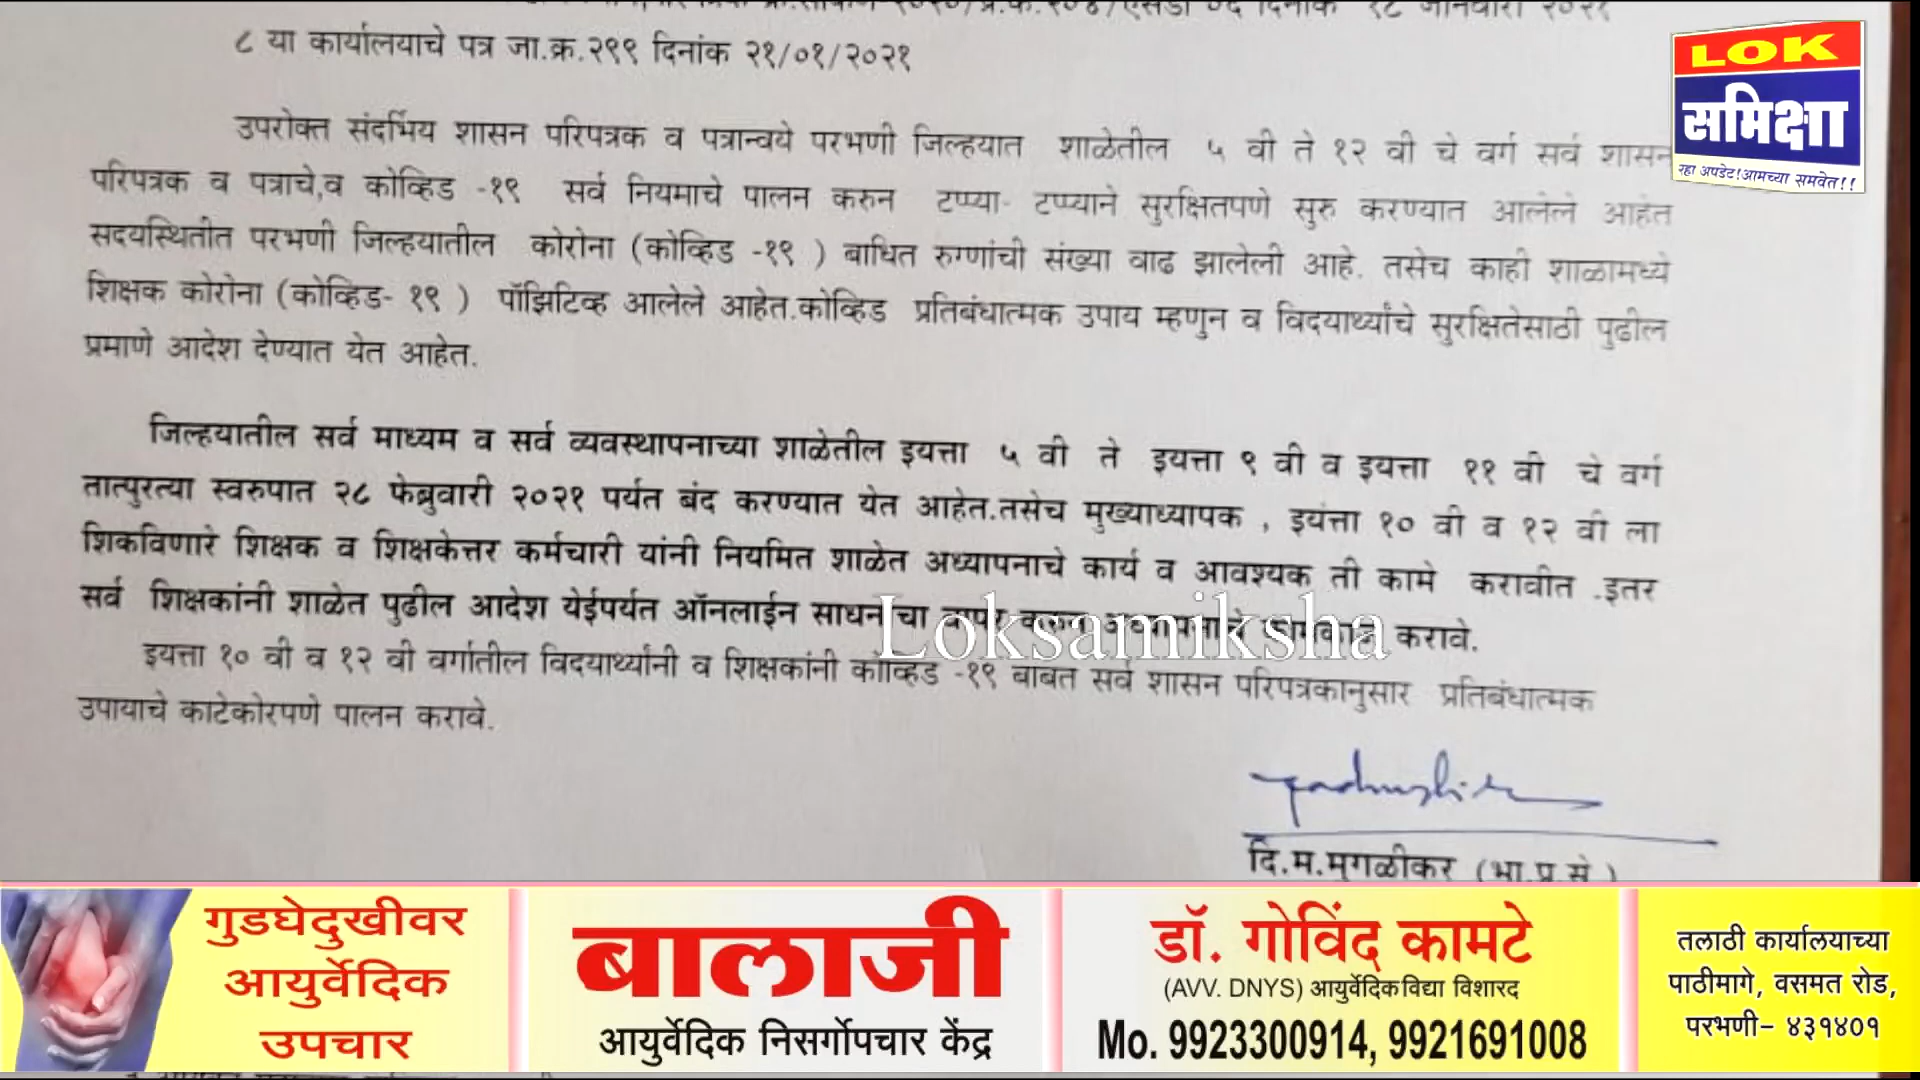 ८ या कार्यालयाचे पत्र जा.क्र.२९९ दिनांक २१/०१/२०२१
उपरोक्त संदर्भिय शासन परिपत्रक व पत्रान्वये परभणी जिल्हयात शाळेतील ५ वी ते १२ वी चे वर्ग सर्व शासन
परिपत्रक व पत्राचे,व कोव्हिड -१९ सर्व नियमाचे पालन करुन टप्प्या- टप्प्याने सुरक्षितपणे सुरु करण्यात आलेले आहेत
सदयस्थितीत परभणी जिल्हयातील कोरोना (कोव्हिड -१९ ) बाधित रुग्णांची संख्या वाढ झालेली आहे. तसेच काही शाळामध्ये
शिक्षक कोरोना (कोव्हिड- १९ ) पॉझिटिव्ह आलेले आहेत.कोव्हिड प्रतिबंधात्मक उपाय म्हणुन व विदयार्थ्यांचे सुरक्षितेसाठी पुढील
प्रमाणे आदेश देण्यात येत आहेत.
जिल्हयातील सर्व माध्यम व सर्व व्यवस्थापनाच्या शाळेतील इयत्ता ५ वी ते इयत्ता ९ वी व इयत्ता ११ वी चे वर्ग
तात्पुरत्या स्वरुपात २८ फेब्रुवारी २०२१ पर्यत बंद करण्यात येत आहेत.तसेच मुख्याध्यापक , इयत्ता १० वी व १२ वी ला
शिकविणारे शिक्षक व शिक्षकेत्तर कर्मचारी यांनी नियमित शाळेत अध्यापनाचे कार्य व आवश्यक ती कामे करावीत .इतर
सर्व शिक्षकांनी शाळेत पुढील आदेश येईपर्यत ऑनलाईन साधनाचा करावे.
Loksamiksha
इयत्ता १० वी व १२ वी वर्गातील विदयार्थ्यांनी व शिक्षकांनी कोव्हिड -१९ बाबत सर्व शासन परिपत्रकानुसार प्रतिबंधात्मक
उपायाचे काटेकोरपणे पालन करावे.
दि.म.मुगळीकर (भा.प्र.से.)
LOK
समिक्षा
रहा अपडेट!आमच्या समवेत!!
गुडघेदुखीवर
आयुर्वेदिक
उपचार
बालाजी
आयुर्वेदिक निसर्गोपचार केंद्र
डॉ. गोविंद कामटे
(AVV. DNYS) आयुर्वेदिक विद्या विशारद
Mo. 9923300914, 9921691008
तलाठी कार्यालयाच्या
पाठीमागे, वसमत रोड,
परभणी- ४३१४०१